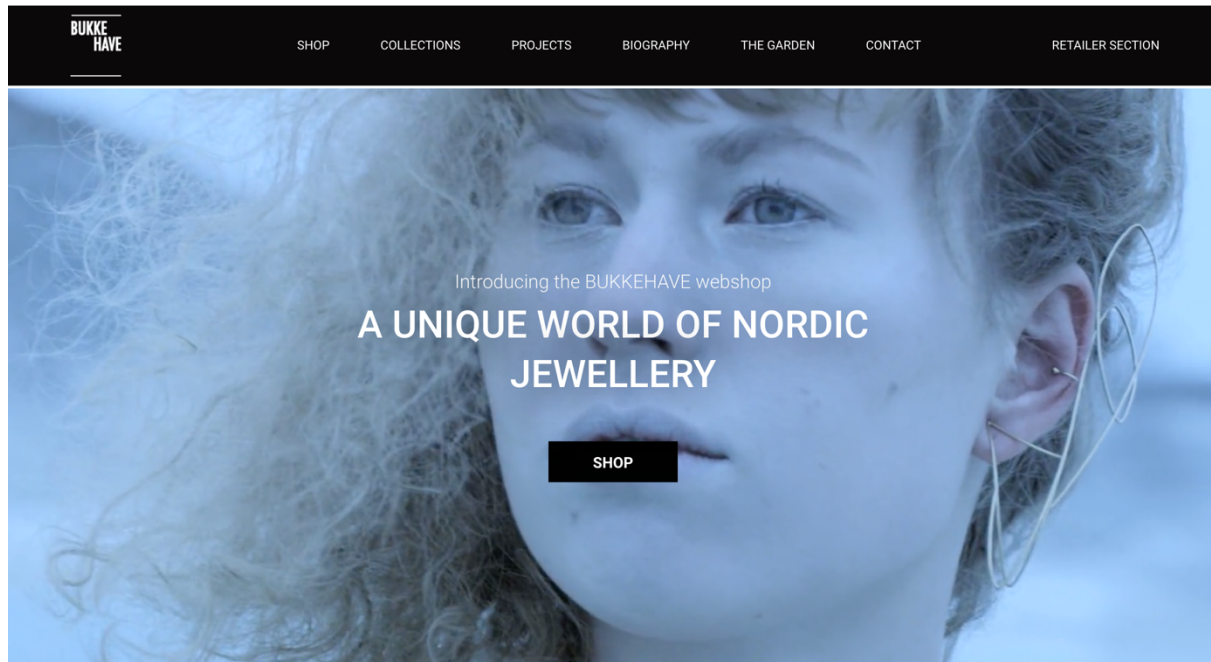 BUKKE
HAVE
SHOP COLLECTIONS PROJECTS BIOGRAPHY THE GARDEN CONTACT RETAILER SECTION
Introducing the BUKKEHAVE webshop
A UNIQUE WORLD OF NORDIC
JEWELLERY
SHOP